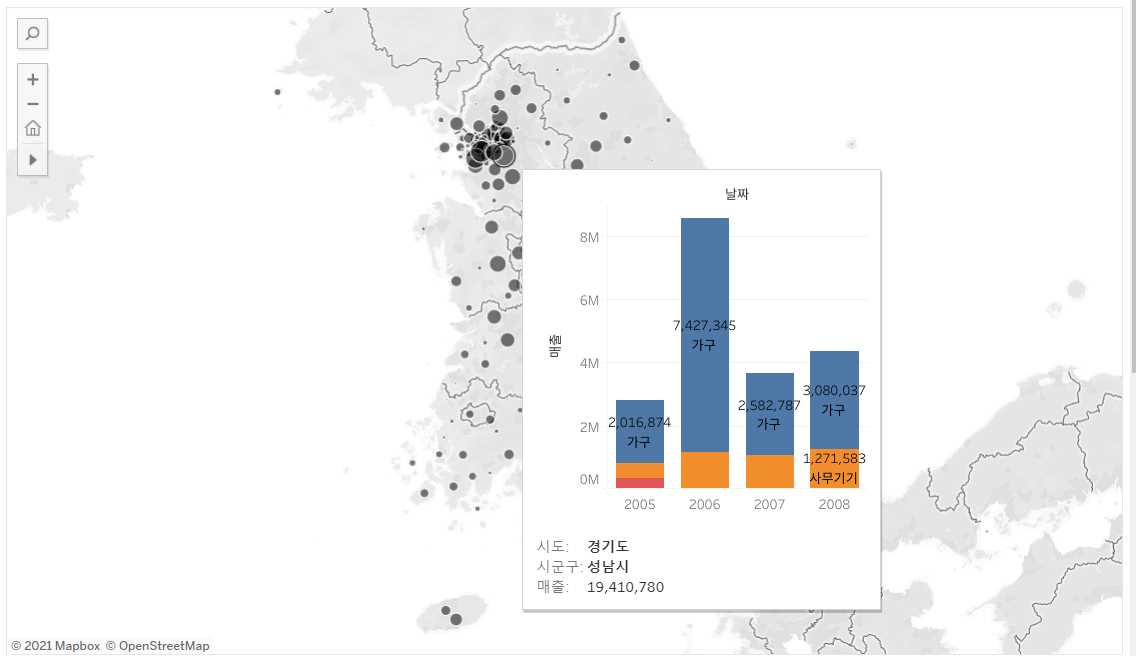 날짜
8M
6M
4M
2M
0M
매출
7,427,345
가구
2,016,874
가구
2,582,787
가구
3,080,037
가구
1,271,583
사무기기
2005 2006 2007 2008
시도: 경기도
시군구: 성남시
매출: 19,410,780
© 2021 Mapbox © OpenStreetMap